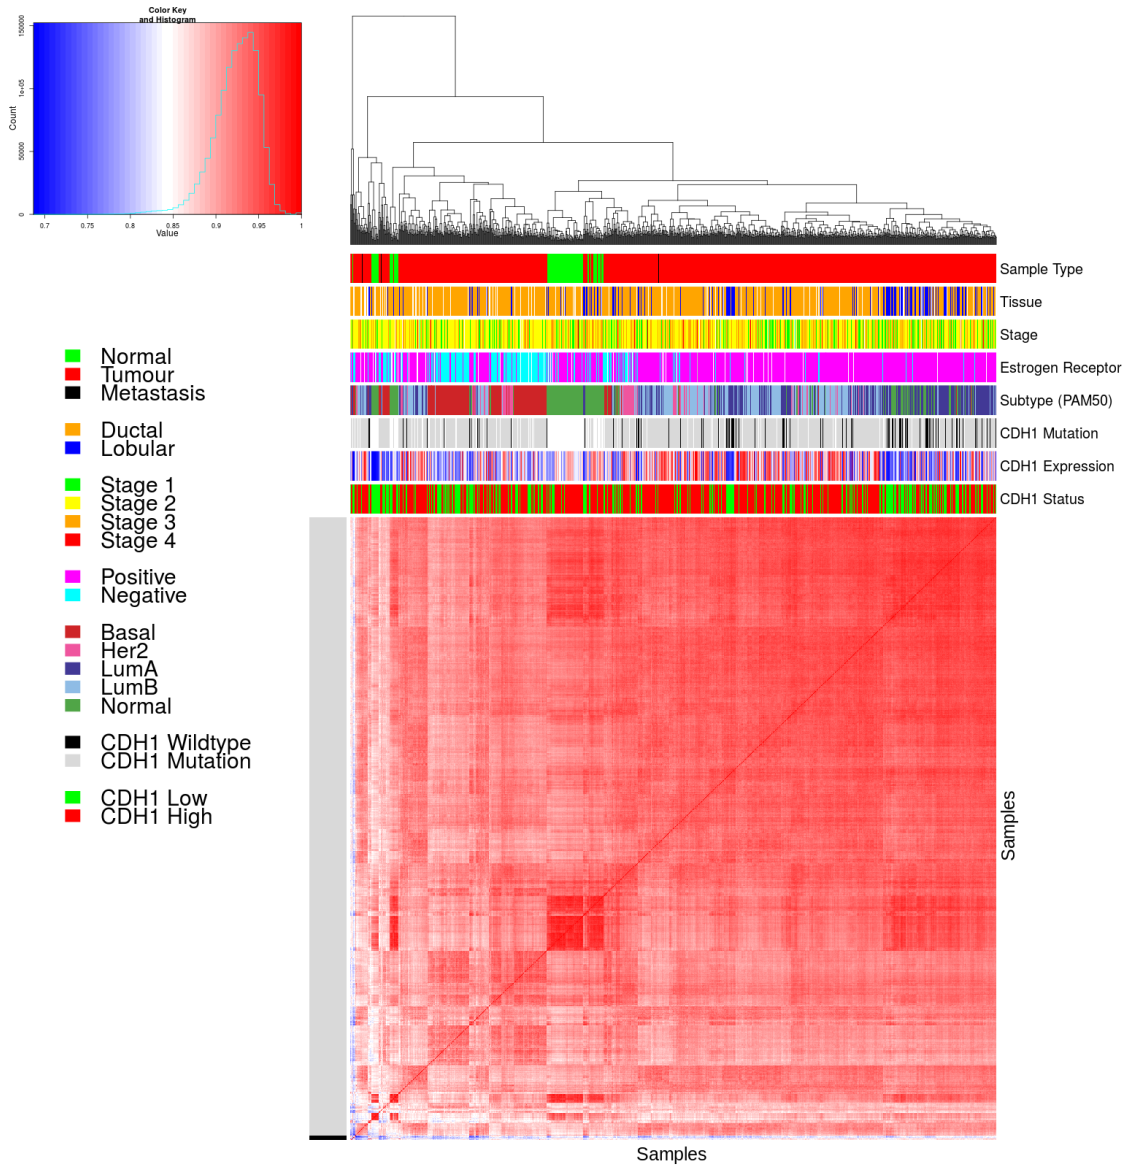 Color Key
and Histogram
150000
1e+05
50000
0
Count
0.7 0.75 0.8 0.85 0.9 0.95 1
Value
Sample Type
Tissue
Stage
Estrogen Receptor
Subtype (PAM50)
CDH1 Mutation
CDH1 Expression
CDH1 Status
Normal
Tumour
Metastasis
Ductal
Lobular
Stage 1
Stage 2
Stage 3
Stage 4
Positive
Negative
Basal
Her2
LumA
LumB
Normal
CDH1 Wildtype
CDH1 Mutation
CDH1 Low
CDH1 High
Samples
Samples